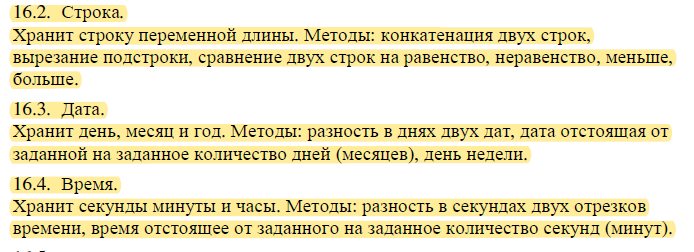 16.2. Строка.
Хранит строку переменной длины. Методы: конкатенация двух строк,
вырезание подстроки, сравнение двух строк на равенство, неравенство, меньше,
больше.
16.3. Дата.
Хранит день, месяц и год. Методы: разность в днях двух дат, дата отстоящая от
заданной на заданное количество дней (месяцев), день недели.
16.4. Время.
Хранит секунды минуты и часы. Методы: разность в секундах двух отрезков
времени, время отстоящее от заданного на заданное количество секунд (минут).